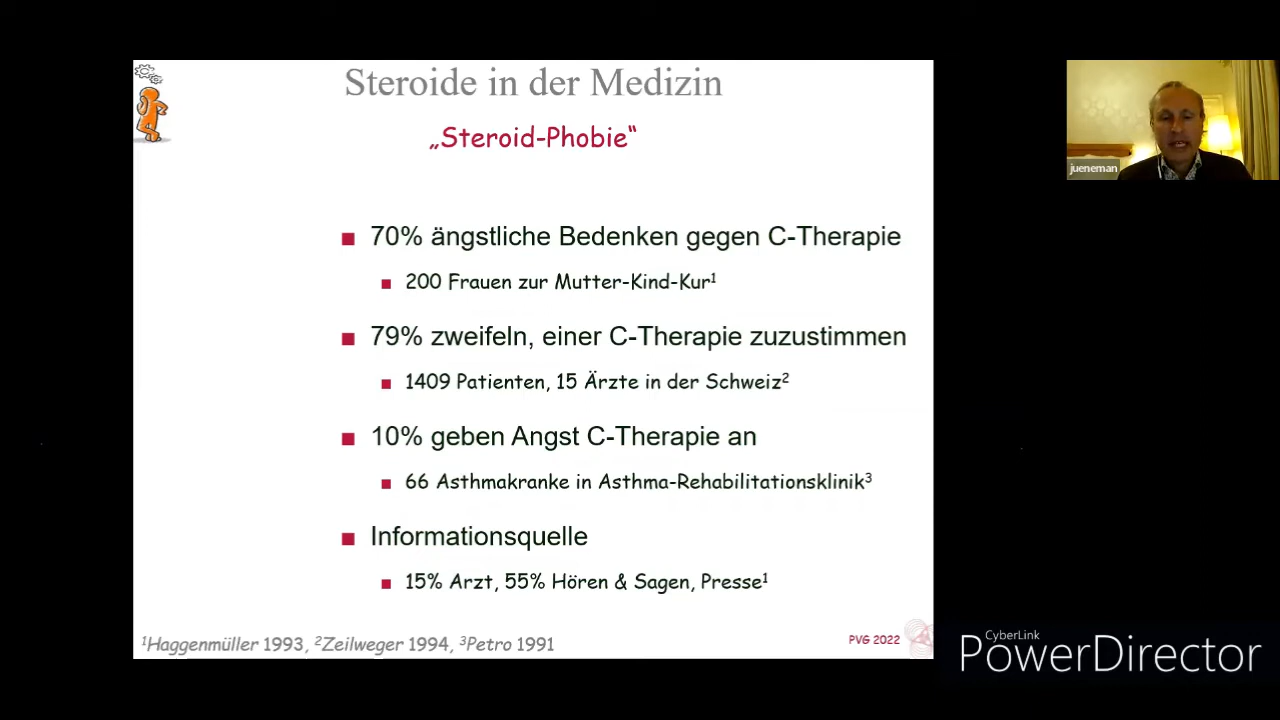 Steroide in der Medizin
„Steroid-Phobie“
70% ängstliche Bedenken gegen C-Therapie
200 Frauen zur Mutter-Kind-Kur¹
79% zweifeln, einer C-Therapie zuzustimmen
1409 Patienten, 15 Ärzte in der Schweiz²
10% geben Angst C-Therapie an
66 Asthmakranke in Asthma-Rehabilitationsklinik³
Informationsquelle
15% Arzt, 55% Hören & Sagen, Presse¹
¹Haggenmüller 1993, ²Zeilweger 1994, ³Petro 1991
PVG 2022
jueneman
CyberLink
PowerDirector